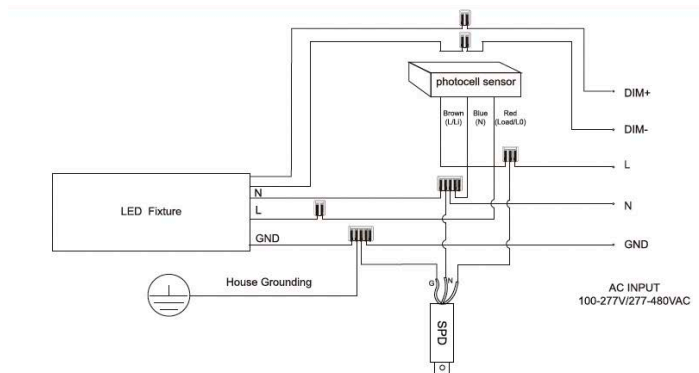 photocell sensor
Brown
(L/Li)
Blue
(N)
Red
(Load/L0)
DIM+
DIM-
L
N
GND
LED Fixture
N
L
GND
House Grounding
G
N
SPD
AC INPUT
100-277V/277-480VAC